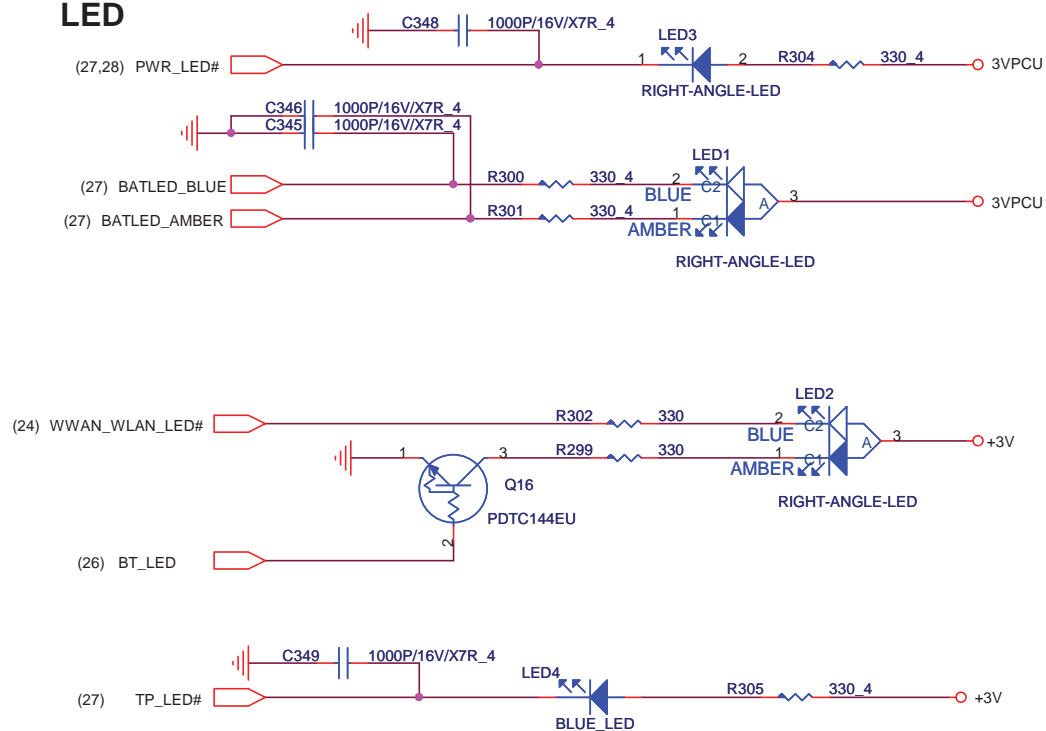 LED
C348 1000P/16V/X7R_4
LED3
(27,28) PWR_LED# 1 2 R304 330_4 3VPCU
RIGHT-ANGLE-LED
C346 1000P/16V/X7R_4
C345 1000P/16V/X7R_4
LED1
(27) BATLED_BLUE R300 330_4 2 C2
BLUE
A 3 3VPCU
(27) BATLED_AMBER R301 330_4 1 C1
AMBER
RIGHT-ANGLE-LED
LED2
(24) WWAN_WLAN_LED# R302 330 2 C2
BLUE
A 3 +3V
1 3 R299 330 1 C1
AMBER
Q16
RIGHT-ANGLE-LED
PDTC144EU
2
(26) BT_LED
C349 1000P/16V/X7R_4
LED4
(27) TP_LED# R305 330_4 +3V
BLUE_LED